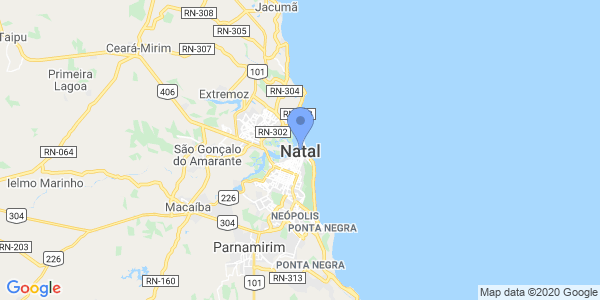 Jacumã
RN-308
RN-305
Taipu
Ceará-Mirim
RN-307
101
Primeira
Lagoa
406
Extremoz
RN-304
RN-302
RN-064
São Gonçalo
do Amarante
Natal
Ielmo Marinho
226
Macaíba
304
304
NEÓPOLIS
PONTA NEGRA
RN-203
226
Parnamirim
PONTA NEGRA
RN-160
101
RN-313
101
Google
Map data ©2020 Google